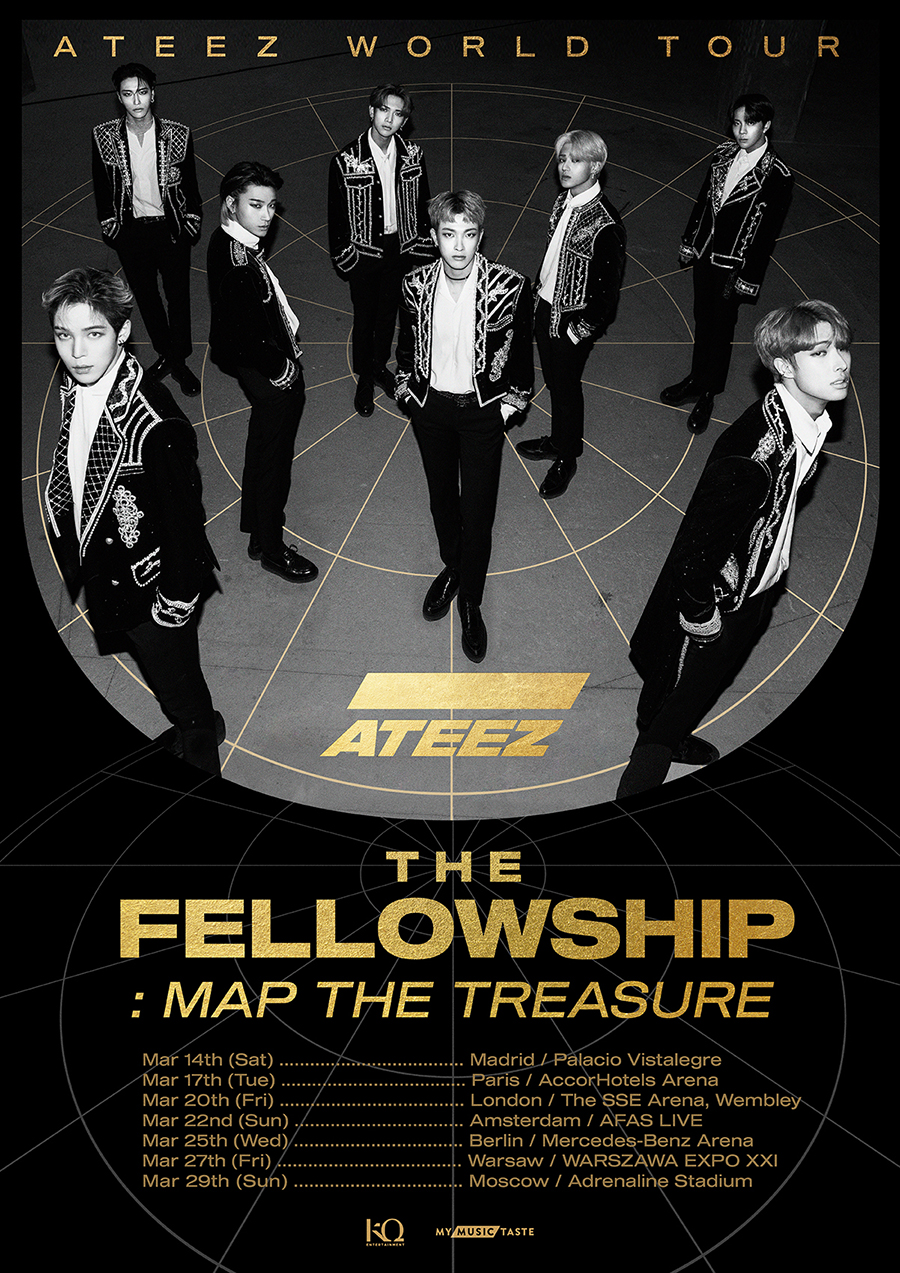 ATEEZ WORLD TOUR
ATEEZ
THE
FELLOWSHIP
: MAP THE TREASURE
Mar 14th (Sat) ............................................. Madrid / Palacio Vistalegre
Mar 17th (Tue) ............................................. Paris / AccorHotels Arena
Mar 20th (Fri) ............................................. London / The SSE Arena, Wembley
Mar 22nd (Sun) .......................................... Amsterdam / AFAS LIVE
Mar 25th (Wed) ......................................... Berlin / Mercedes-Benz Arena
Mar 27th (Fri) ............................................. Warsaw / WARSZAWA EXPO XXI
Mar 29th (Sun) ......................................... Moscow / Adrenaline Stadium
KQ
ENTERTAINMENT
MY MUSIC TASTE